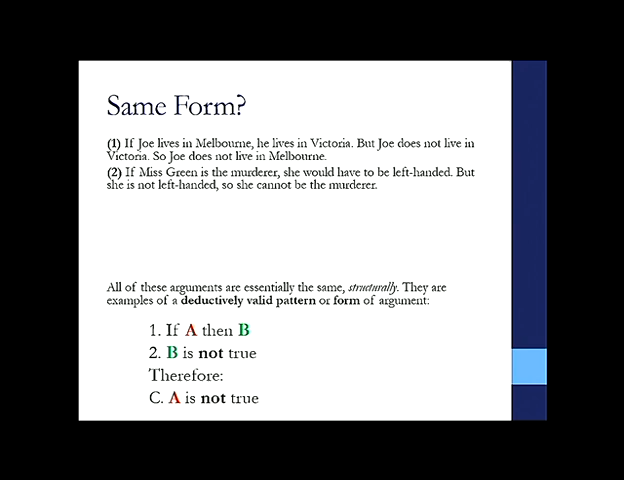 Same Form?
(1) If Joe lives in Melbourne, he lives in Victoria. But Joe does not live in
Victoria. So Joe does not live in Melbourne.
(2) If Miss Green is the murderer, she would have to be left-handed. But
she is not left-handed, so she cannot be the murderer.
All of these arguments are essentially the same, structurally. They are
examples of a deductively valid pattern or form of argument:
1. If A then B
2. B is not true
Therefore:
C. A is not true